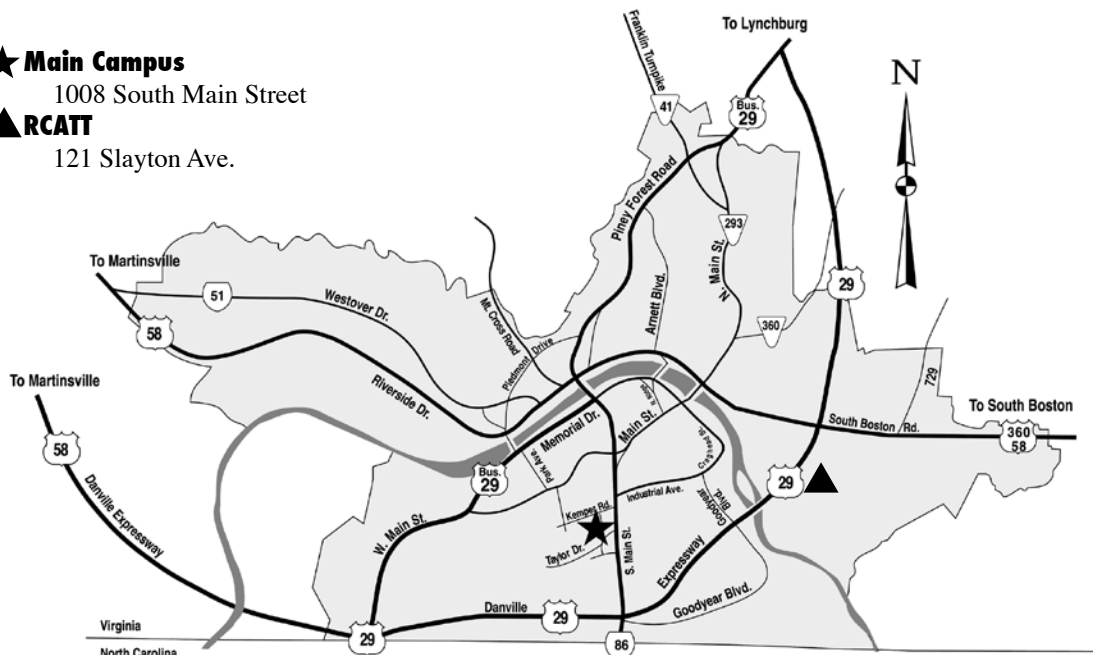 Main Campus
1008 South Main Street
RCATT
121 Slayton Ave.
To Lynchburg
Franklin Turnpike
41
Bus.
29
N
Piney Forest Road
293
N. Main St.
29
Arnett Blvd.
360
To Martinsville
51
Westover Dr.
Mt. Cross Road
Piedmont Drive
58
Riverside Dr.
To Martinsville
58
Danville Expressway
729
To South Boston
South Boston Rd.
360
58
Memorial Dr.
Main St.
Craghead St.
Park Ave.
Bus.
29
W. Main St.
Industrial Ave.
Kemper Rd.
Taylor Dr.
S. Main St.
Goodyear
Blvd.
29
Expressway
Goodyear Blvd.
Danville
29
29
86
Virginia
North Carolina